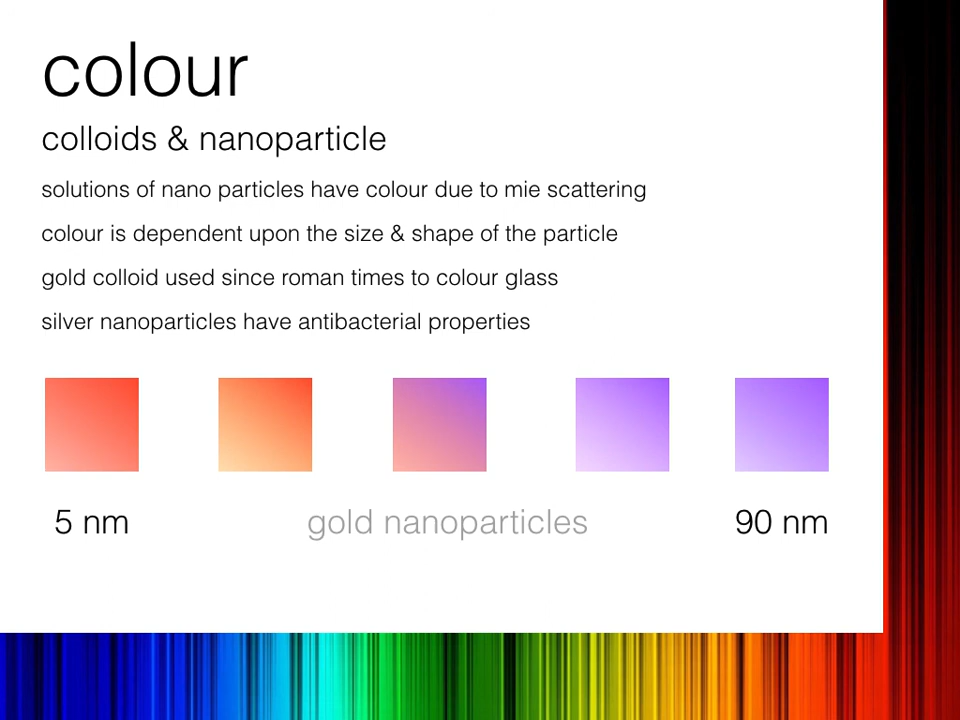 colour
colloids & nanoparticle
solutions of nano particles have colour due to mie scattering
colour is dependent upon the size & shape of the particle
gold colloid used since roman times to colour glass
silver nanoparticles have antibacterial properties
5 nm gold nanoparticles 90 nm